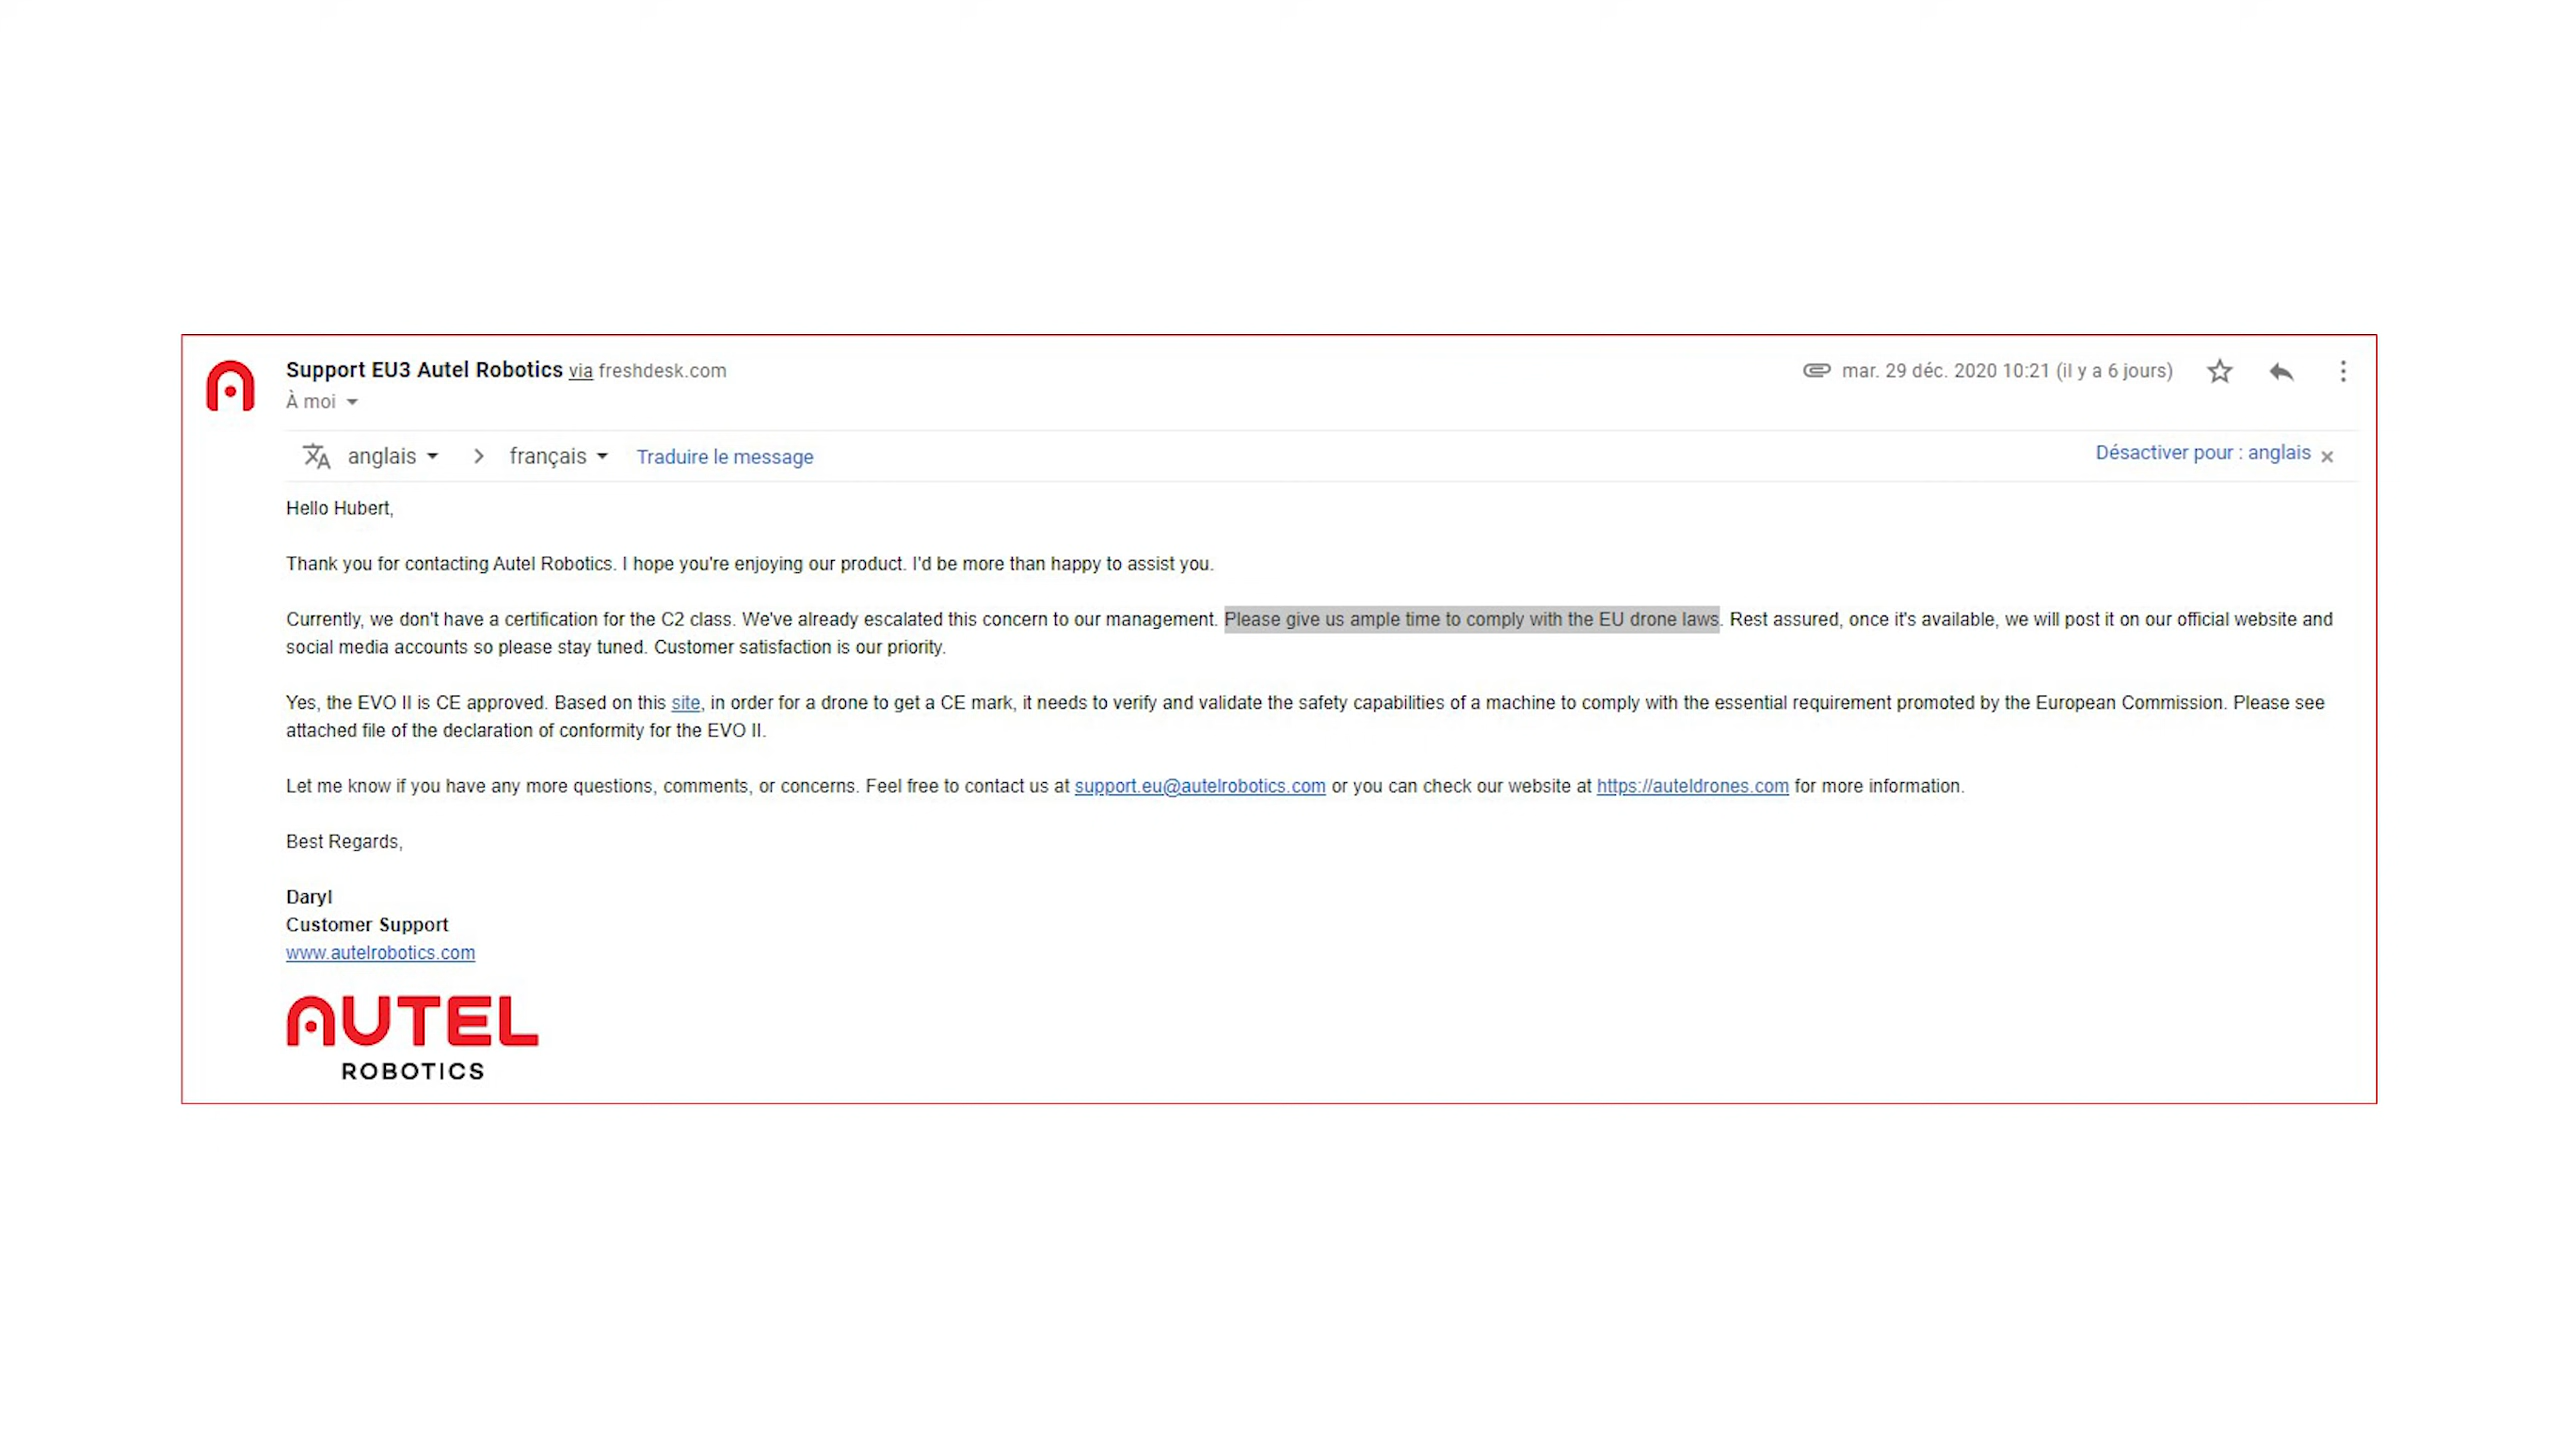 Support EU3 Autel Robotics via freshdesk.com
mar. 29 déc. 2020 10:21 (il y a 6 jours)
À moi
anglais > français Traduire le message
Désactiver pour : anglais ×
Hello Hubert,
Thank you for contacting Autel Robotics. I hope you're enjoying our product. I'd be more than happy to assist you.
Currently, we don't have a certification for the C2 class. We've already escalated this concern to our management. Please give us ample time to comply with the EU drone laws. Rest assured, once it's available, we will post it on our official website and
social media accounts so please stay tuned. Customer satisfaction is our priority.
Yes, the EVO II is CE approved. Based on this site, in order for a drone to get a CE mark, it needs to verify and validate the safety capabilities of a machine to comply with the essential requirement promoted by the European Commission. Please see
attached file of the declaration of conformity for the EVO II.
Let me know if you have any more questions, comments, or concerns. Feel free to contact us at support.eu@autelrobotics.com or you can check our website at https://auteldrones.com for more information.
Best Regards,
Daryl
Customer Support
www.autelrobotics.com
AUTEL
ROBOTICS